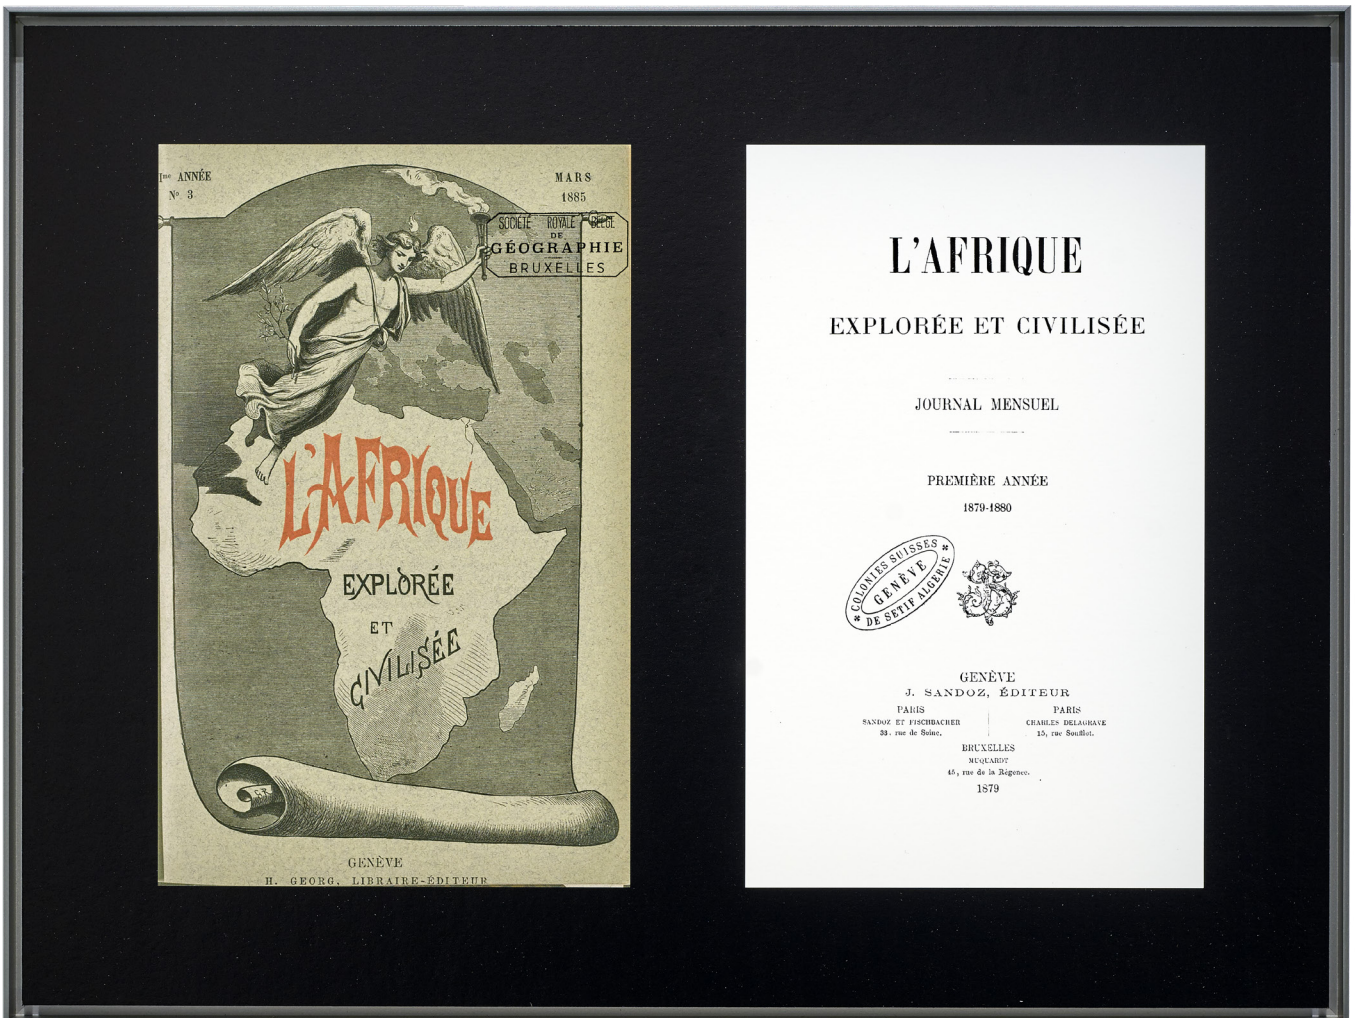 Ime ANNÉE
No 3
MARS
1885
SOCIÉTÉ ROYALE BELGE
DE
GÉOGRAPHIE
BRUXELLES
L'AFRIQUE
EXPLORÉE
ET
CIVILISÉE
GENÈVE
H. GEORG, LIBRAIRE-ÉDITEUR
L'AFRIQUE
EXPLORÉE ET CIVILISÉE
JOURNAL MENSUEL
PREMIÈRE ANNÉE
1879-1880
COLONIES SUISSES
GENÈVE
DE SETIF ALGERIE
GENÈVE
J. SANDOZ, ÉDITEUR
PARIS
SANDOZ ET FISCHBACHER
33, rue de Seine.
PARIS
CHARLES DELAGRAVE
15, rue Soufflot.
BRUXELLES
MUQUARDT
45, rue de la Régence.
1879